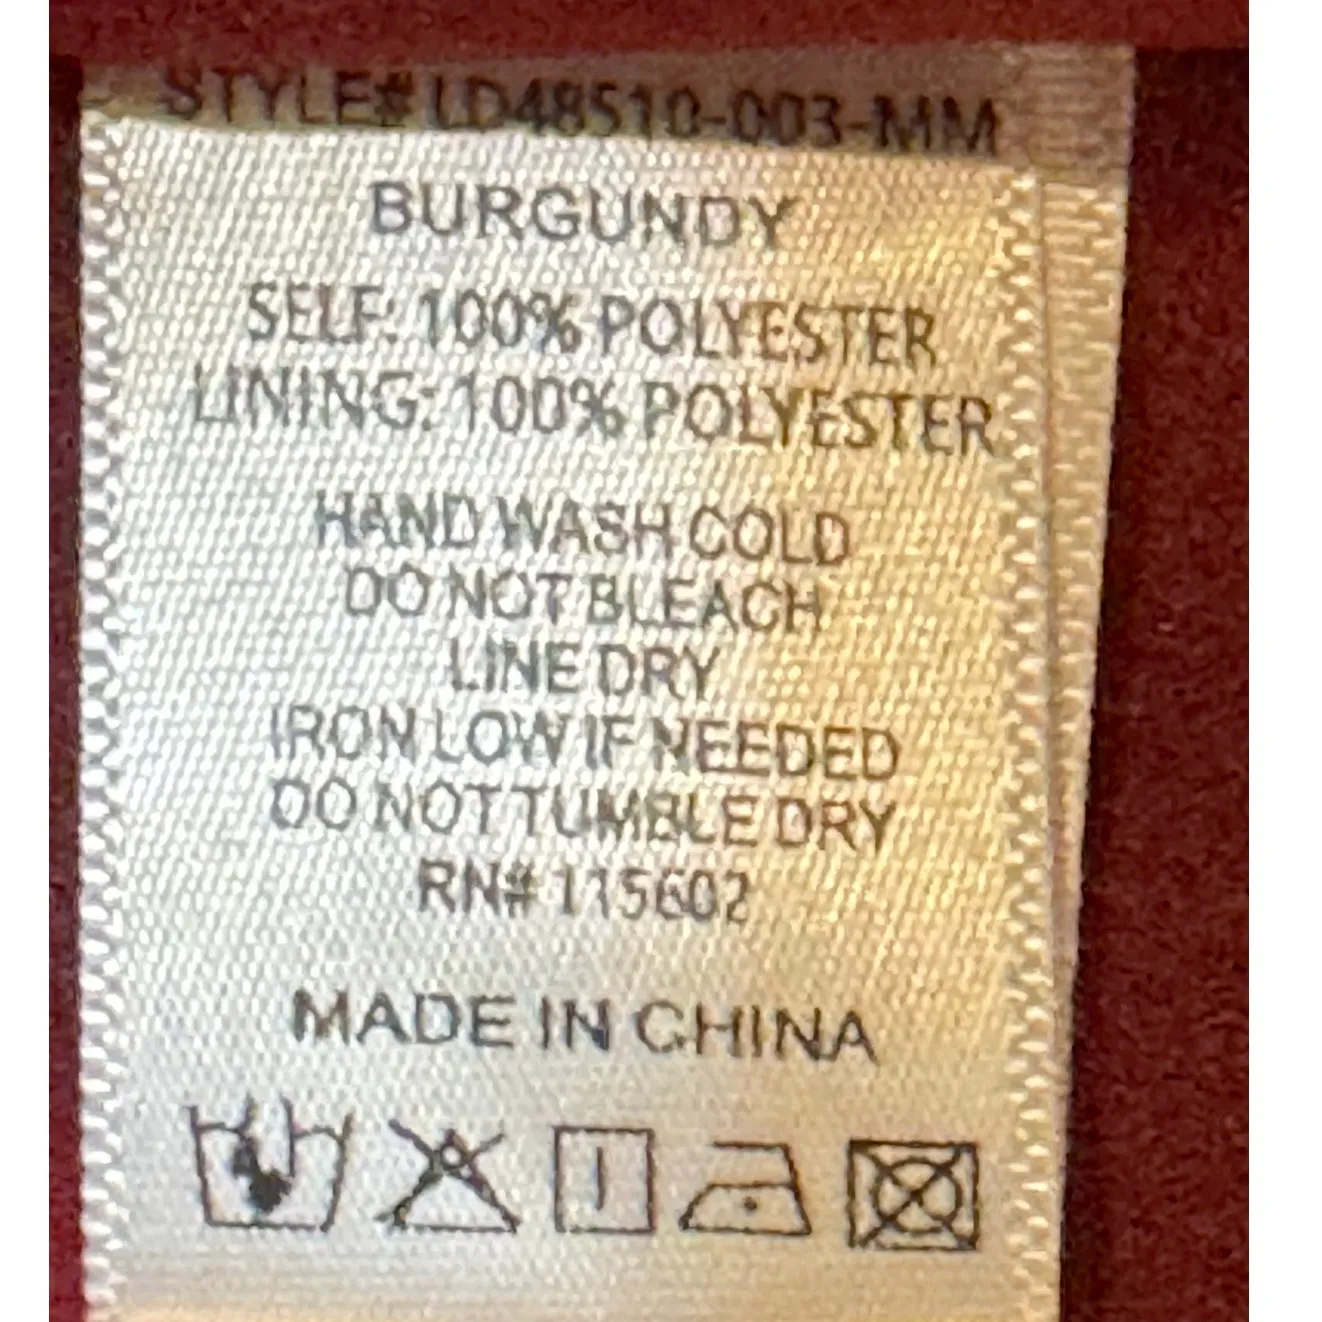 STYLE# LD48510-003-MM
BURGUNDY
SELF: 100% POLYESTER
LINING: 100% POLYESTER
HAND WASH COLD
DO NOT BLEACH
LINE DRY
IRON LOW IF NEEDED
DO NOT TUMBLE DRY
RN# 115602
MADE IN CHINA